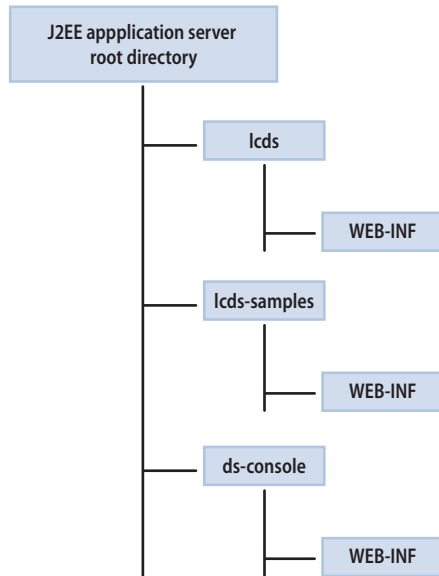 J2EE appplication server
root directory
lcds
WEB-INF
lcds-samples
WEB-INF
ds-console
WEB-INF